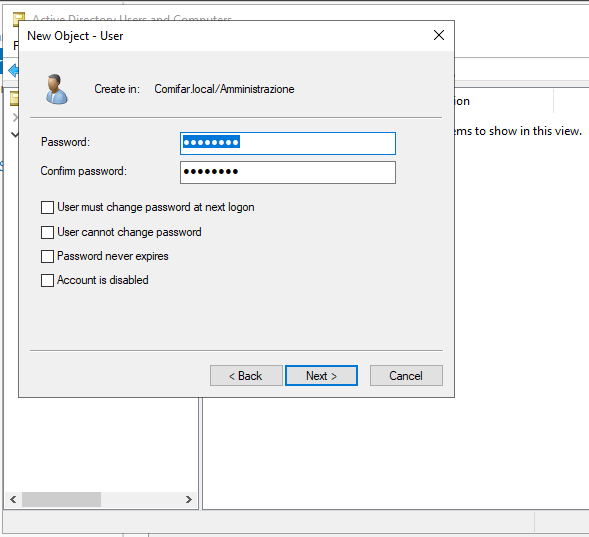 Active Directory Users and Computers
New Object - User
Create in: Comifar.local/Amministrazione
Password:
Confirm password:
User must change password at next logon
User cannot change password
Password never expires
Account is disabled
< Back Next > Cancel
ems to show in this view.